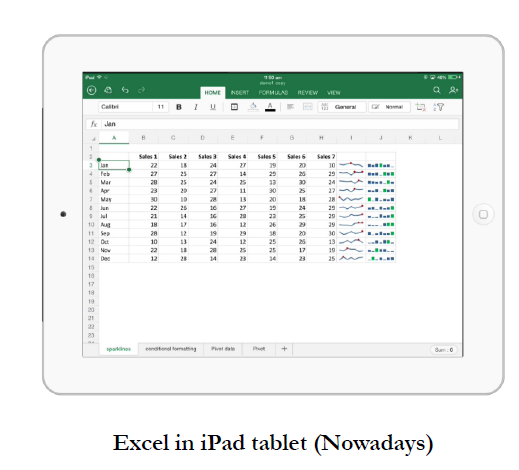 iPad 11:50 am 40%
HOME INSERT FORMULAS REVIEW VIEW
Calibri 11 B I U A General Normal
fx Jan
A B C D E F G H I J K L
1
2 Sales 1 Sales 2 Sales 3 Sales 4 Sales 5 Sales 6 Sales 7
3 Jan 22 18 24 27 19 20 10
4 Feb 27 25 27 14 29 26 29
5 Mar 28 25 24 25 13 30 24
6 Apr 23 29 27 11 30 25 27
7 May 30 10 28 13 20 18 28
8 Jun 22 26 16 27 19 24 29
9 Jul 21 14 16 28 23 25 29
10 Aug 18 17 16 12 26 29 29
11 Sep 28 12 19 29 18 20 30
12 Oct 10 13 24 12 25 26 13
13 Nov 22 18 28 25 25 17 19
14 Dec 12 28 14 23 14 23 25
15
16
17
18
19
20
21
22
23
sparklines conditional formatting Pivot data Pivot + Sum : 0
Excel in iPad tablet (Nowadays)